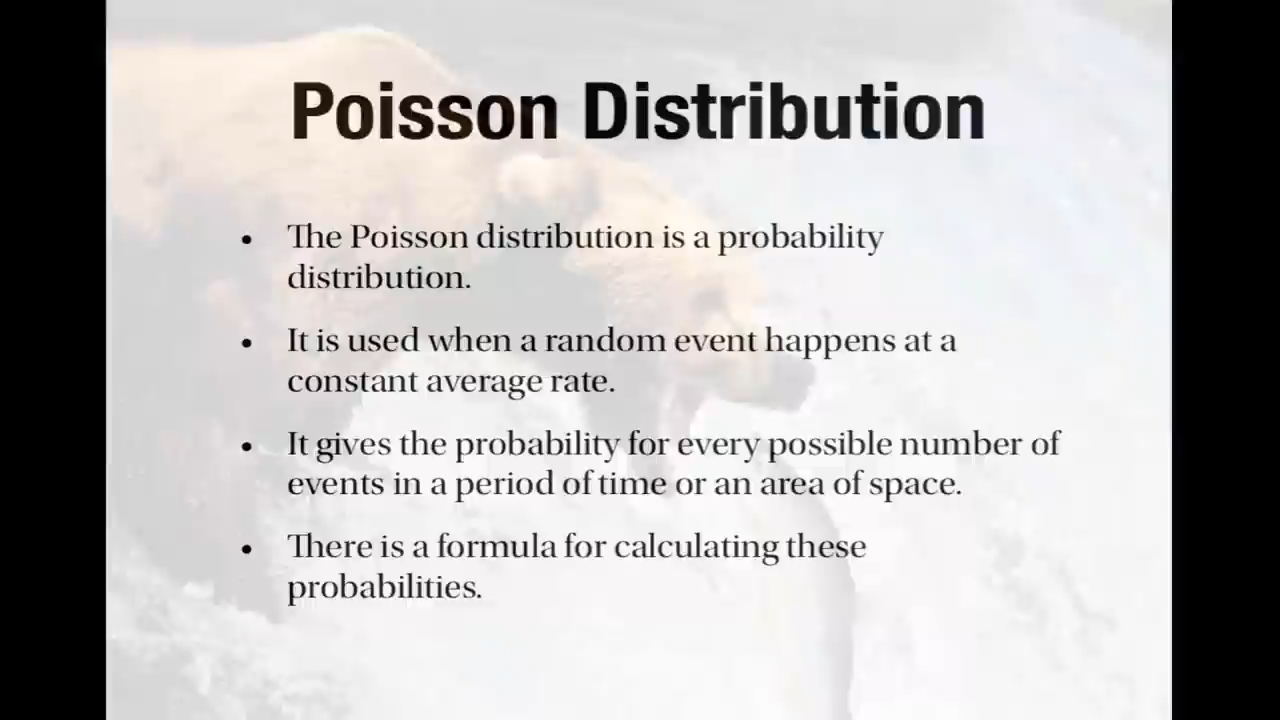 Poisson Distribution
• The Poisson distribution is a probability
distribution.
• It is used when a random event happens at a
constant average rate.
• It gives the probability for every possible number of
events in a period of time or an area of space.
• There is a formula for calculating these
probabilities.